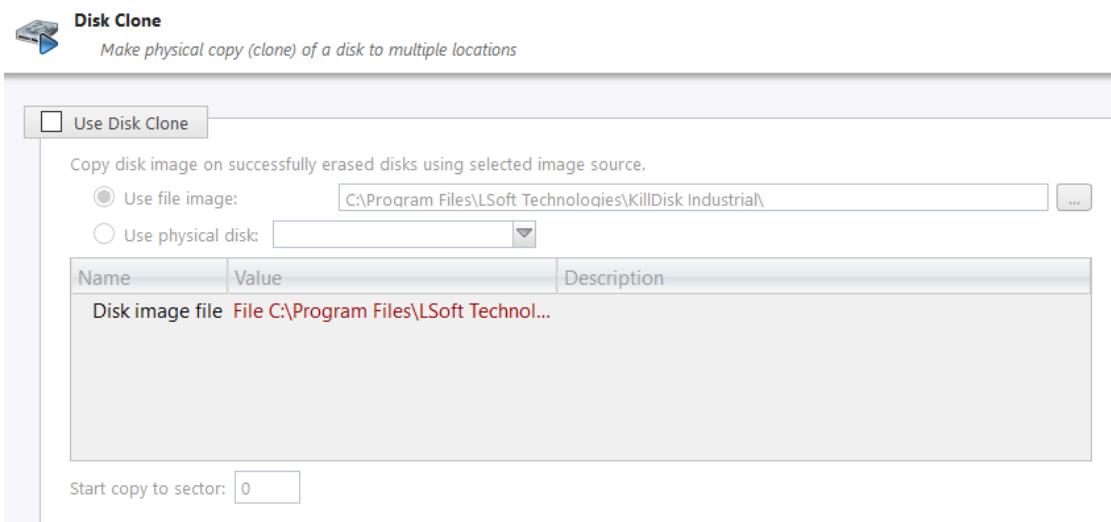 Disk Clone
Make physical copy (clone) of a disk to multiple locations
Use Disk Clone
Copy disk image on successfully erased disks using selected image source.
Use file image: C:\Program Files\LSoft Technologies\KillDisk Industrial\ ...
Use physical disk:
Name Value Description
Disk image file File C:\Program Files\LSoft Technol...
Start copy to sector: 0